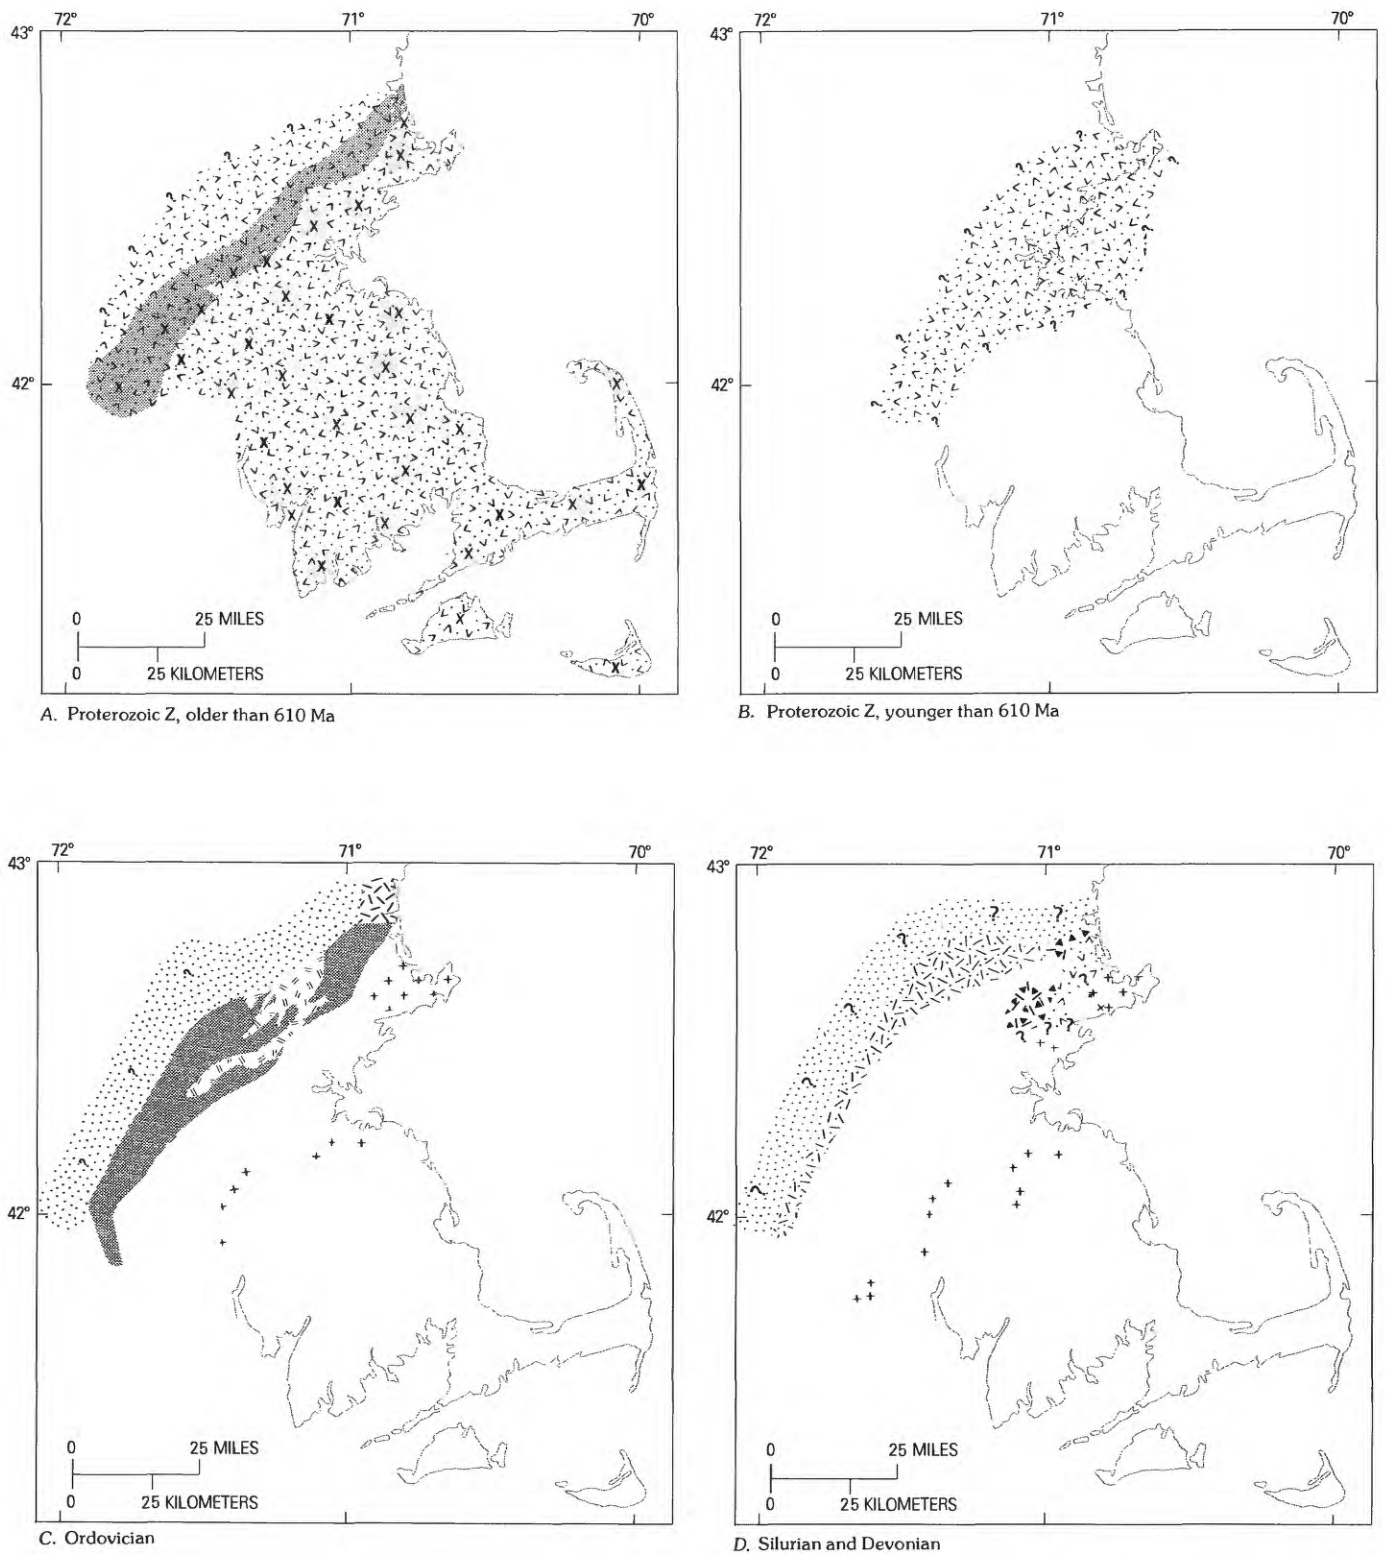 72° 71° 70°
43°
42°
0 25 MILES
0 25 KILOMETERS
A. Proterozoic Z, older than 610 Ma
72° 71° 70°
43°
42°
0 25 MILES
0 25 KILOMETERS
B. Proterozoic Z, younger than 610 Ma
72° 71° 70°
43°
42°
0 25 MILES
0 25 KILOMETERS
C. Ordovician
72° 71° 70°
43°
42°
0 25 MILES
0 25 KILOMETERS
D. Silurian and Devonian